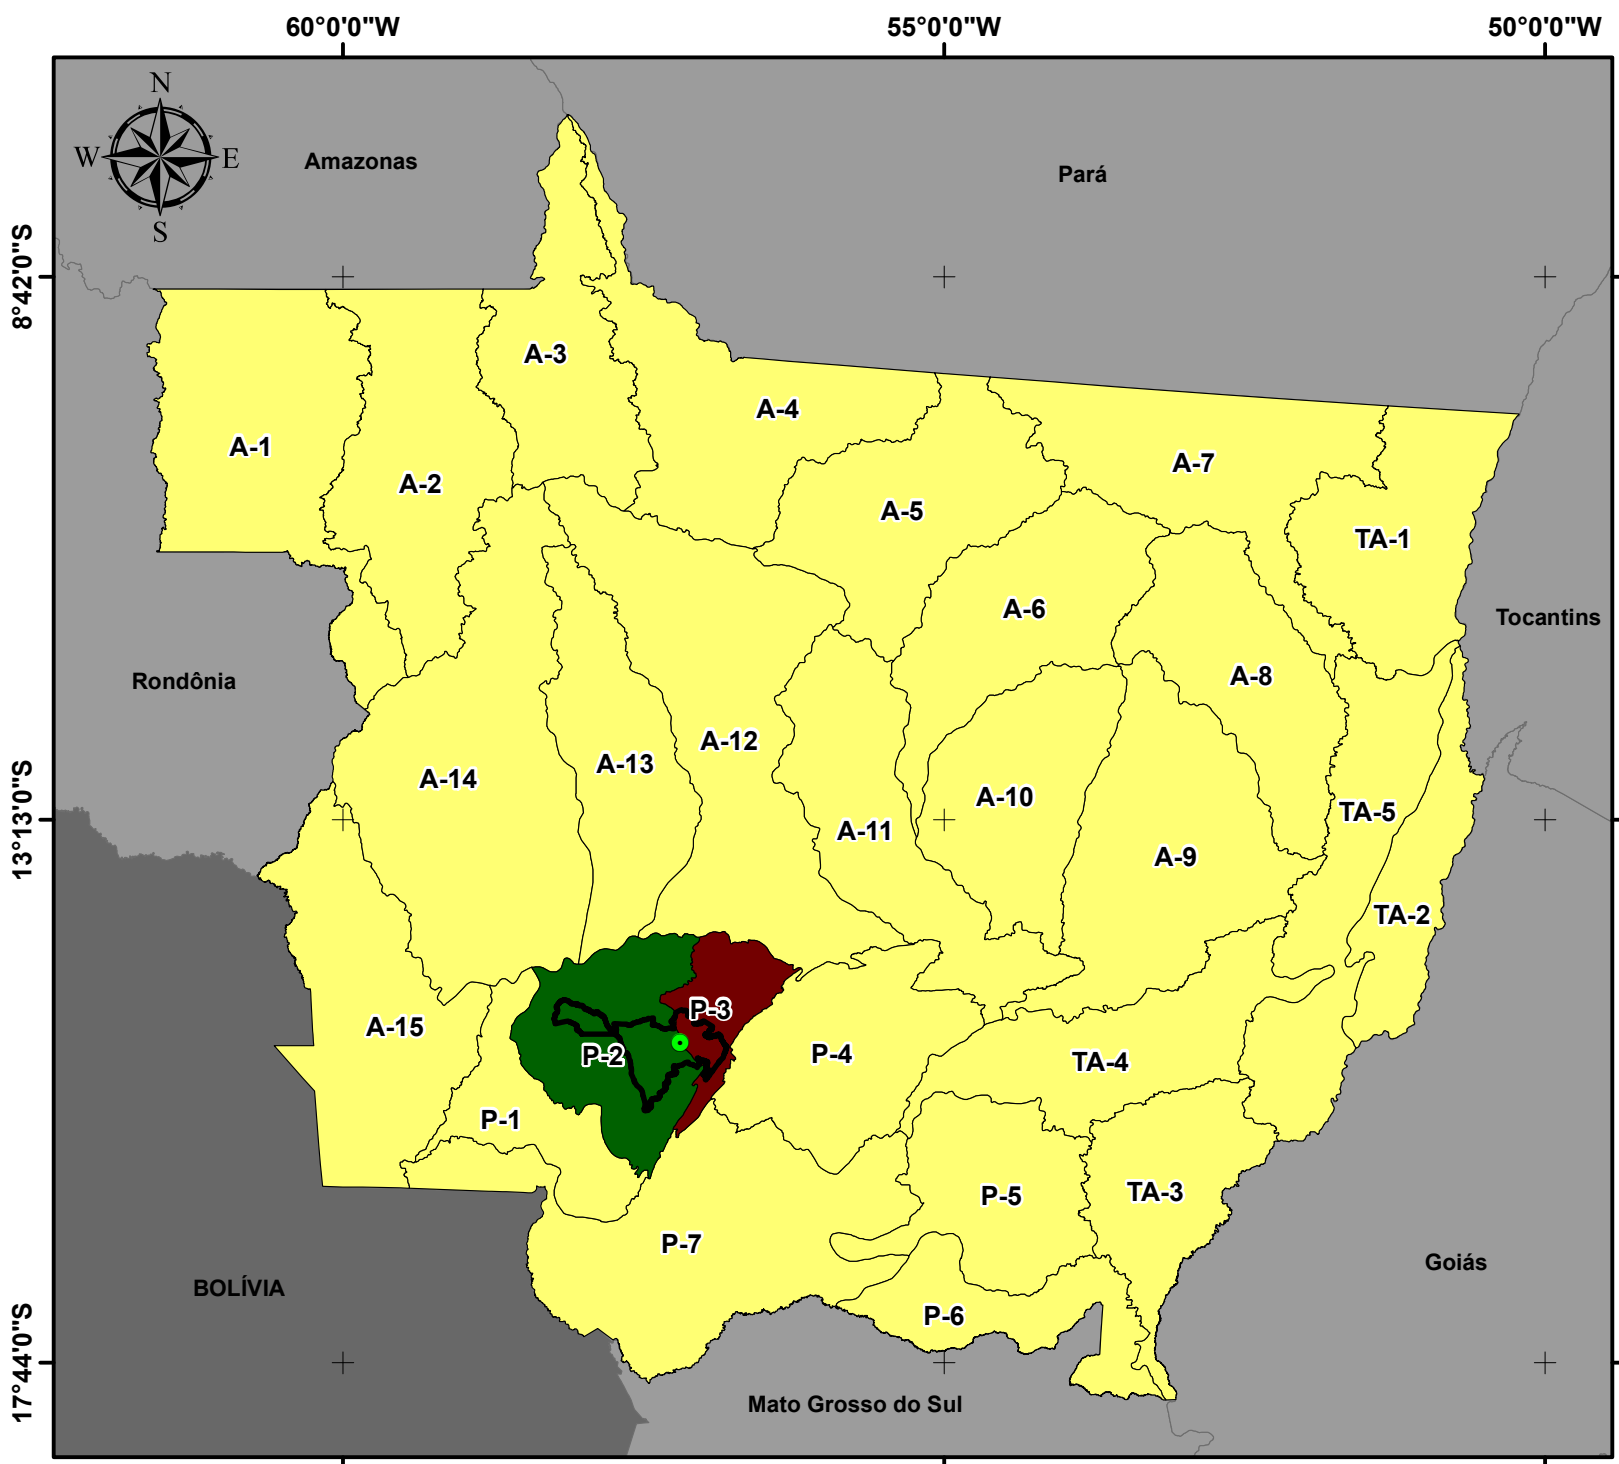 60°0'0"W
55°0'0"W
50°0'0"W
N
W
E
S
Amazonas
Pará
8°42'0"S
A-3
A-4
A-1
A-7
A-2
A-5
TA-1
A-6
Tocantins
A-8
Rondônia
A-12
A-13
A-14
A-10
TA-5
13°13'0"S
A-11
A-9
TA-2
P-3
A-15
P-2
P-4
TA-4
P-1
P-5
TA-3
P-7
Goiás
BOLÍVIA
P-6
17°44'0"S
Mato Grosso do Sul